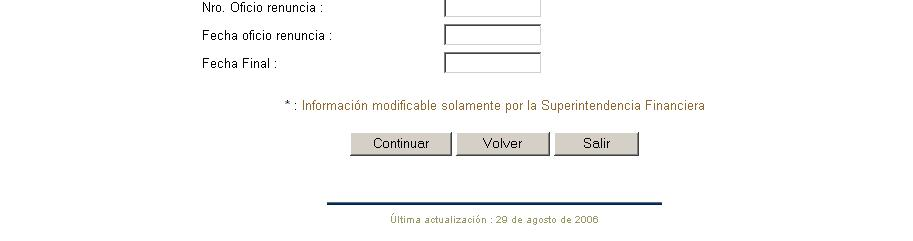 Nro. Oficio renuncia :
Fecha oficio renuncia :
Fecha Final :
* : Información modificable solamente por la Superintendencia Financiera
Continuar Volver Salir
Última actualización : 29 de agosto de 2006